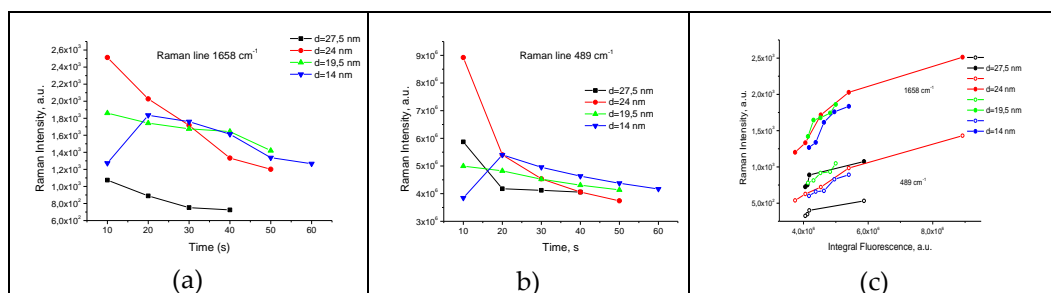 2,6x10³
2,4x10³
2,2x10³
2,0x10³
1,8x10³
1,6x10³
1,4x10³
1,2x10³
1,0x10³
8,0x10²
6,0x10²
Raman Intensity, a.u.
Raman line 1658 cm⁻¹
d=27,5 nm
d=24 nm
d=19,5 nm
d=14 nm
10 20 30 40 50 60
Time (s)
(a)
9x10⁶
8x10⁶
7x10⁶
6x10⁶
5x10⁶
4x10⁶
3x10⁶
Raman Intensity, a.u.
Raman line 489 cm⁻¹
d=27,5 nm
d=24 nm
d=19,5 nm
d=14 nm
10 20 30 40 50 60
Time, s
b)
2,5x10³
2,0x10³
1,5x10³
1,0x10³
5,0x10²
Raman Intensity, a.u.
d=27,5 nm
d=24 nm
d=19,5 nm
d=14 nm
1658 cm⁻¹
489 cm⁻¹
4,0x10⁶ 6,0x10⁶ 8,0x10⁶
Integral Fluorescence, a.u.
(c)